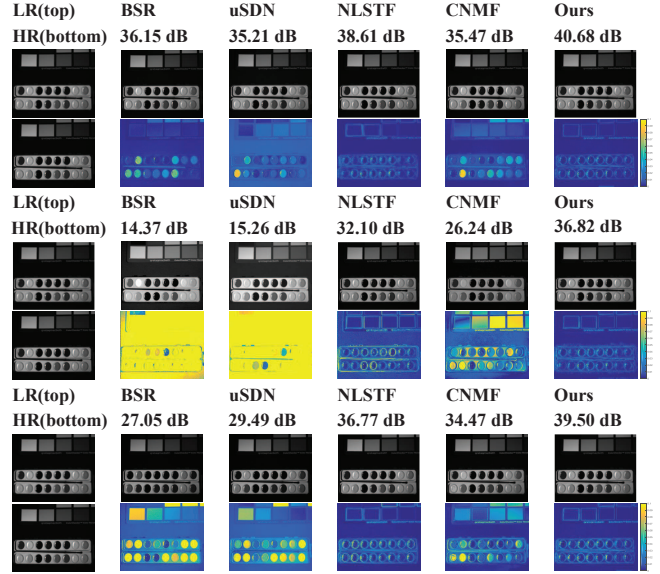 LR(top) BSR uSDN NLSTF CNMF Ours
HR(bottom) 36.15 dB 35.21 dB 38.61 dB 35.47 dB 40.68 dB
LR(top) BSR uSDN NLSTF CNMF Ours
HR(bottom) 14.37 dB 15.26 dB 32.10 dB 26.24 dB 36.82 dB
LR(top) BSR uSDN NLSTF CNMF Ours
HR(bottom) 27.05 dB 29.49 dB 36.77 dB 34.47 dB 39.50 dB